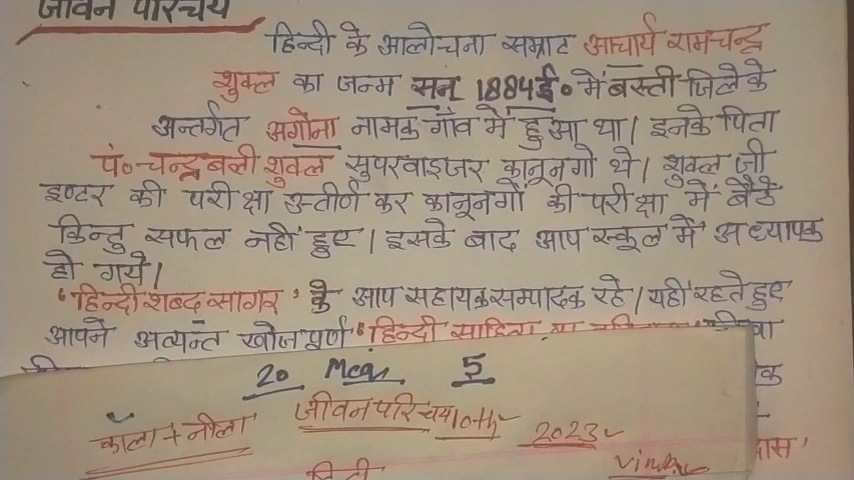 जीवन परिचय
हिन्दी के आलोचना सम्राट आचार्य रामचन्द्र
शुक्ल का जन्म सन् 1884ई० में बस्ती जिले के
अन्तर्गत अगोना नामक गाँव में हुआ था। इनके पिता
पं० चन्द्रबली शुक्ल सुपरवाइजर कानूनगो थे। शुक्ल जी
इण्टर की परीक्षा उत्तीर्ण कर कानूनगों की परीक्षा में बैठे
किन्तु सफल नहीं हुए। इसके बाद आप स्कूल में अध्यापक
हो गये।
'हिन्दी शब्द सागर' के आप सहायक सम्पादक रहे। यहीं रहते हुए
आपने अत्यन्त खोजपूर्ण 'हिन्दी साहित्य का
20 Mcq 5
काला + नीला जीवन परिचय 10th 2023
हिन्दी